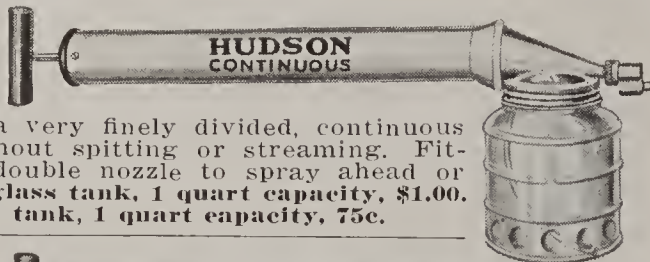 HUDSON
CONTINUOUS
a very finely divided, continuous
hout spitting or streaming. Fit-
double nozzle to spray ahead or
glass tank, 1 quart capacity, $1.00.
tank, 1 quart capacity, 75c.